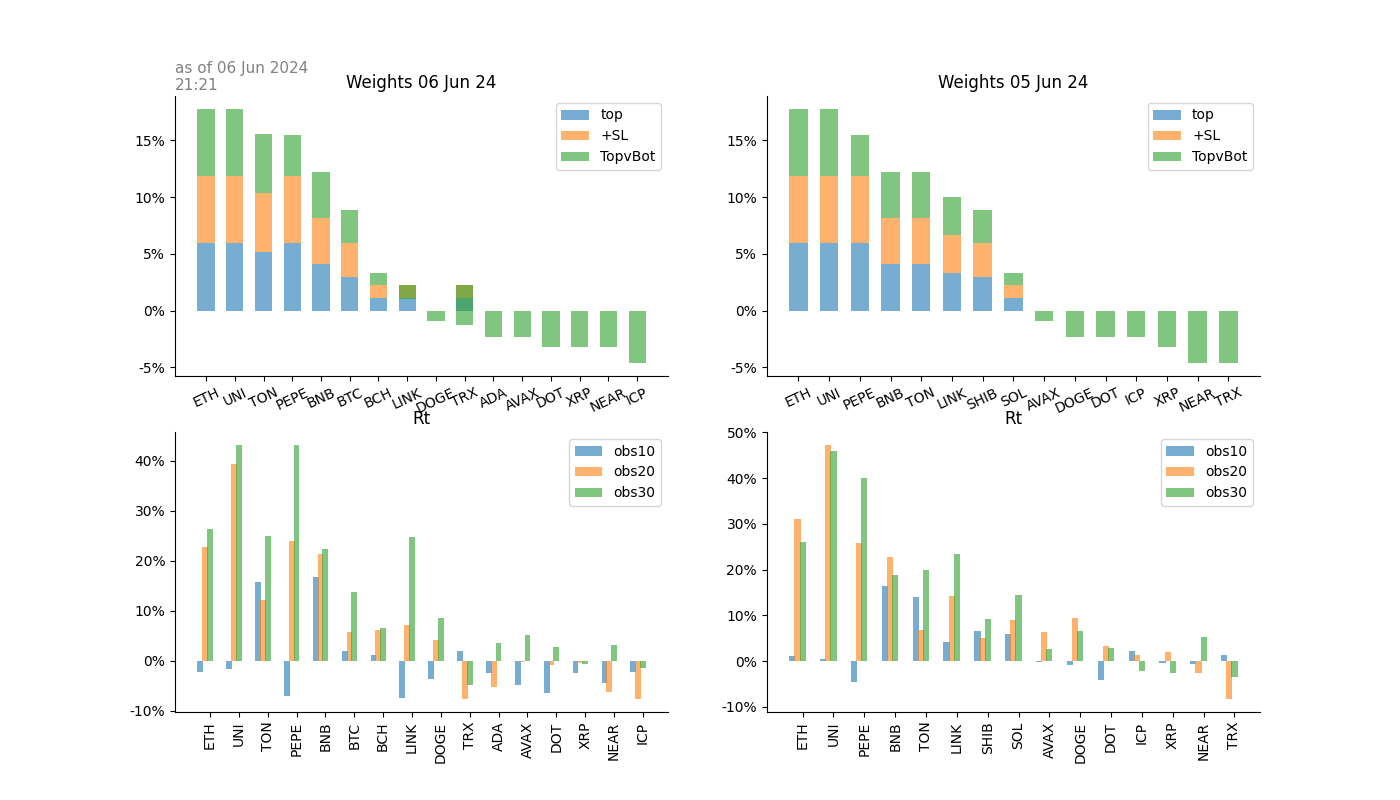 as of 06 Jun 2024
21:21
Weights 06 Jun 24
15%
10%
5%
0%
-5%
top
+SL
TopvBot
ETH UNI TON PEPE BNB BTC BCH LINK DOGE TRX ADA AVAX DOT XRP NEAR ICP
Weights 05 Jun 24
15%
10%
5%
0%
-5%
top
+SL
TopvBot
ETH UNI PEPE BNB TON LINK SHIB SOL AVAX DOGE DOT ICP XRP NEAR TRX
Rt
40%
30%
20%
10%
0%
-10%
obs10
obs20
obs30
ETH UNI TON PEPE BNB BTC BCH LINK DOGE TRX ADA AVAX DOT XRP NEAR ICP
Rt
50%
40%
30%
20%
10%
0%
-10%
obs10
obs20
obs30
ETH UNI PEPE BNB TON LINK SHIB SOL AVAX DOGE DOT ICP XRP NEAR TRX